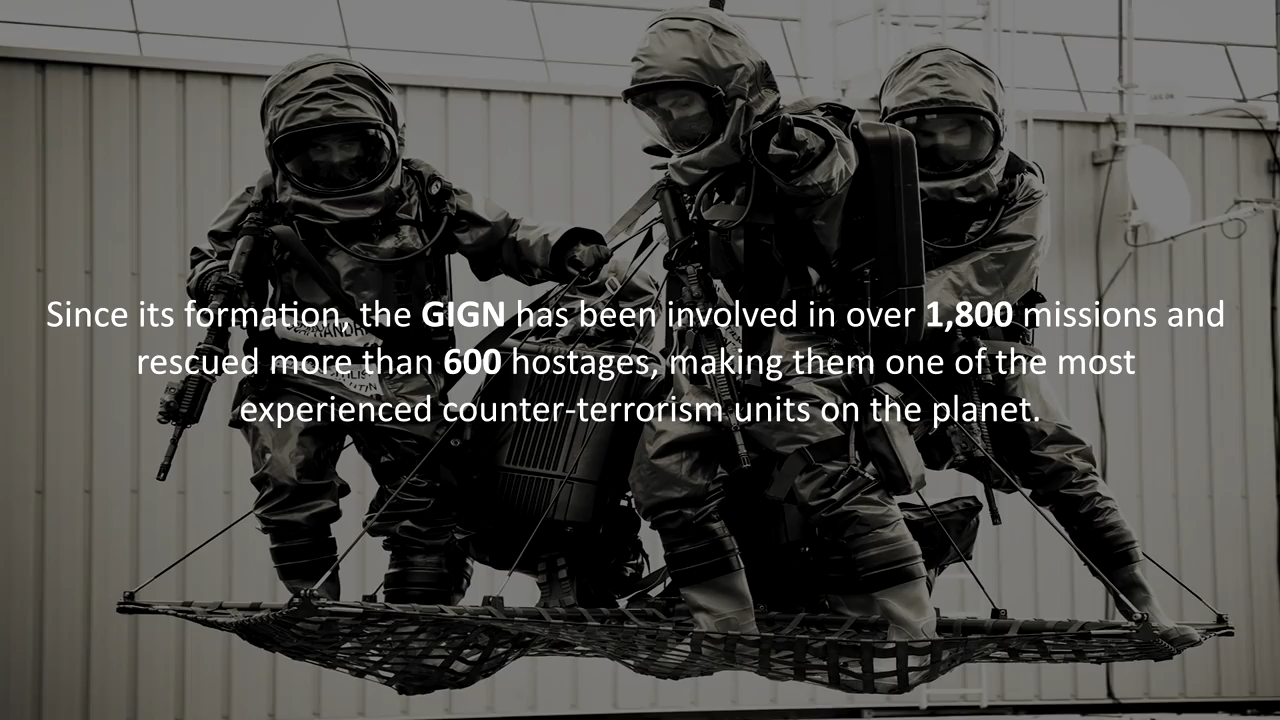 Since its formation, the GIGN has been involved in over 1,800 missions and
rescued more than 600 hostages, making them one of the most
experienced counter-terrorism units on the planet.